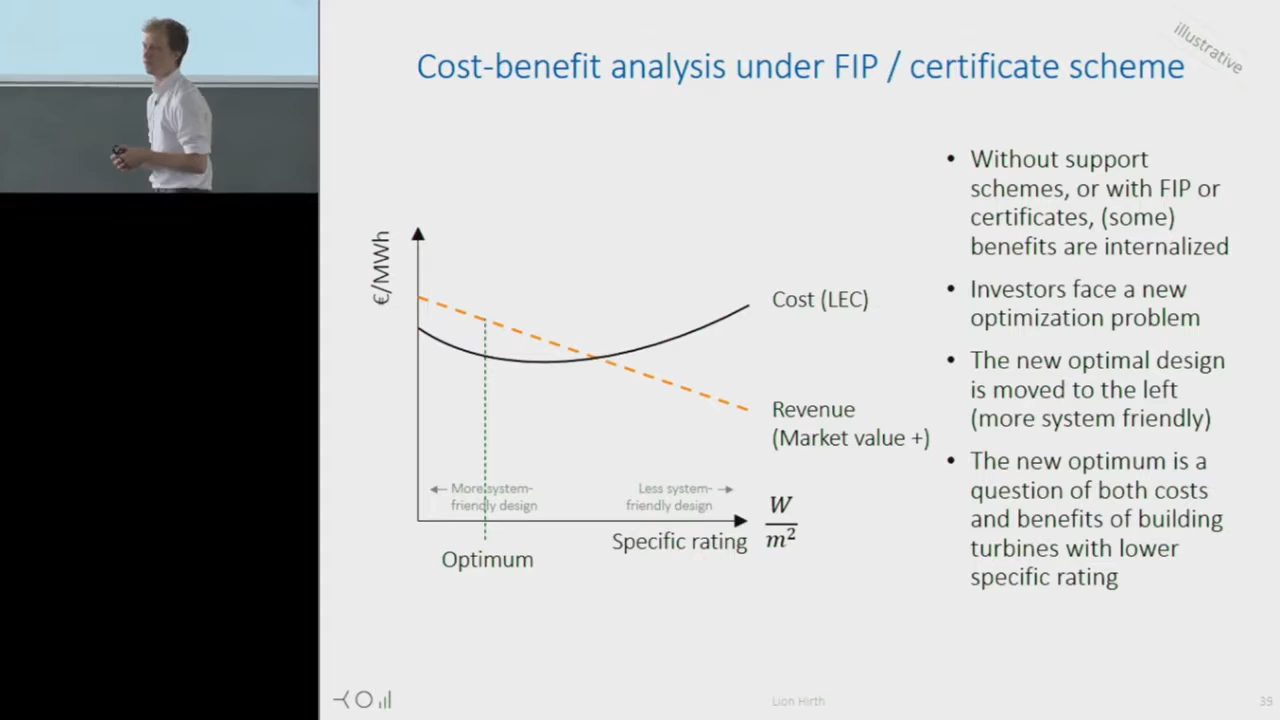 illustrative
Cost-benefit analysis under FIP / certificate scheme
• Without support
schemes, or with FIP or
certificates, (some)
benefits are internalized
• Investors face a new
optimization problem
• The new optimal design
is moved to the left
(more system friendly)
• The new optimum is a
question of both costs
and benefits of building
turbines with lower
specific rating
€/MWh
Cost (LEC)
Revenue
(Market value +)
← More system-
friendly design
Less system- →
friendly design
Optimum
Specific rating
W
m²
Lion Hirth
39